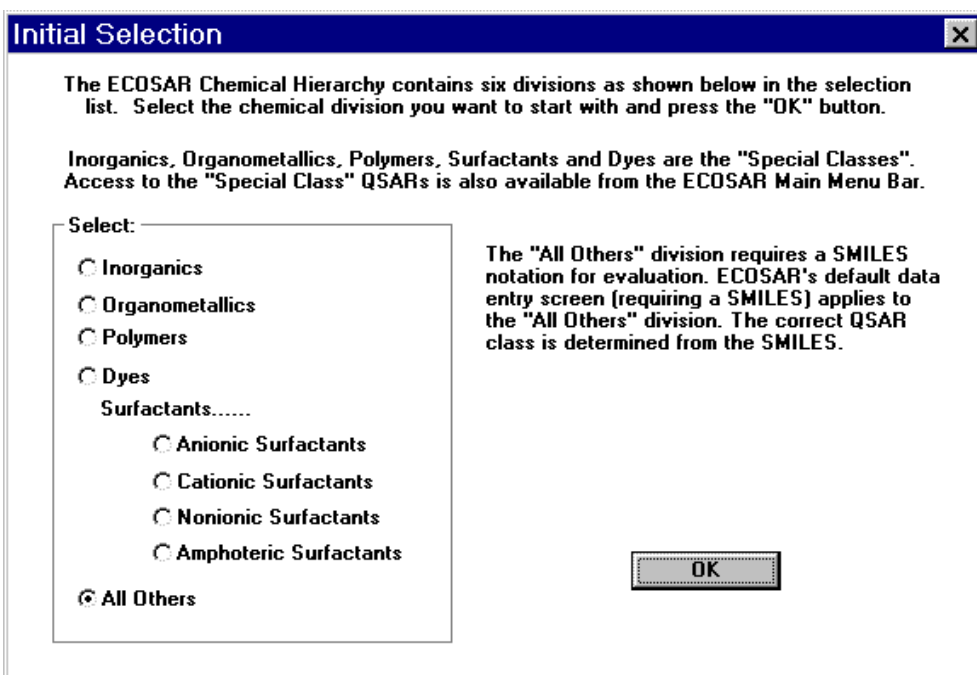 Initial Selection
The ECOSAR Chemical Hierarchy contains six divisions as shown below in the selection
list.  Select the chemical division you want to start with and press the "OK" button.
Inorganics, Organometallics, Polymers, Surfactants and Dyes are the "Special Classes".
Access to the "Special Class" QSARs is also available from the ECOSAR Main Menu Bar.
Select:
Inorganics
Organometallics
Polymers
Dyes
Surfactants......
Anionic Surfactants
Cationic Surfactants
Nonionic Surfactants
Amphoteric Surfactants
All Others
The "All Others" division requires a SMILES
notation for evaluation. ECOSAR's default data
entry screen (requiring a SMILES) applies to
the "All Others" division. The correct QSAR
class is determined from the SMILES.
OK